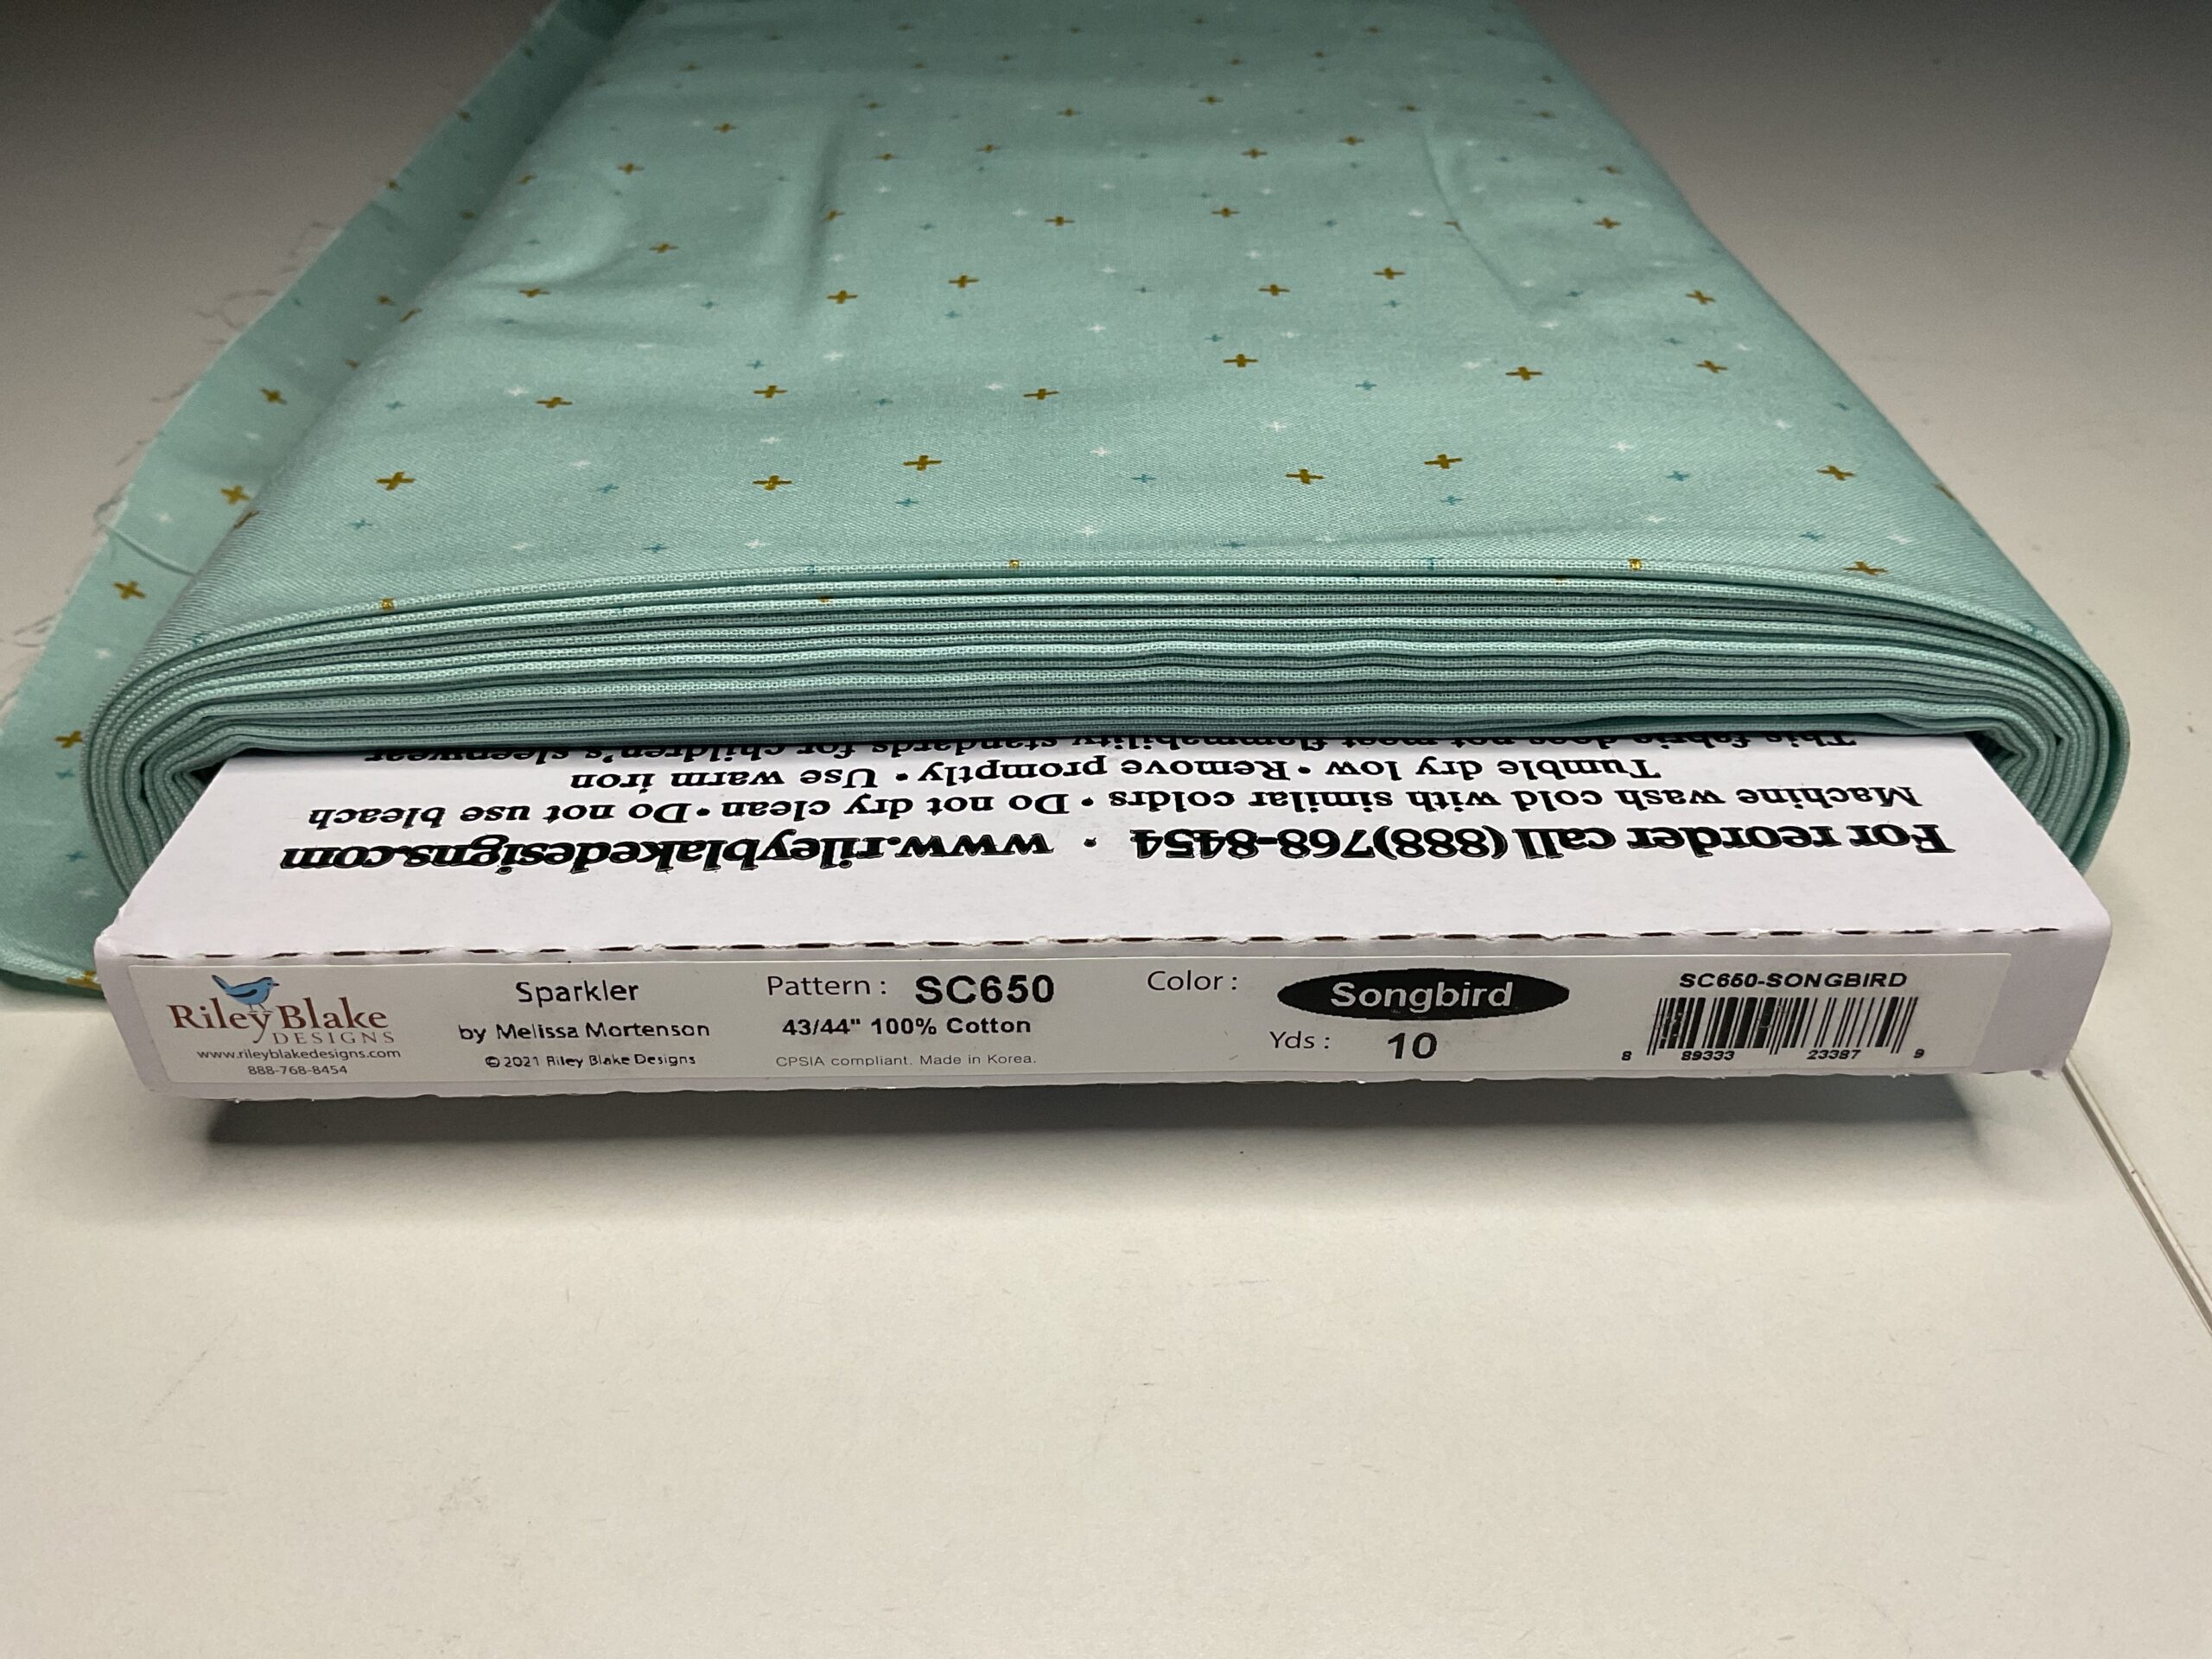 This fabric does not meet flammability standards for children's sleepwear
Tumble dry low • Remove promptly • Use warm iron
Machine wash cold with similar coldrs • Do not dry clean • Do not use bleach
For reorder call (888)768-8454 • www.rileyblakedesigns.com
Riley Blake
DESIGNS
www.rileyblakedesigns.com
888-768-8454
Sparkler
by Melissa Mortenson
© 2021 Riley Blake Designs
Pattern : SC650
43/44" 100% Cotton
CPSIA compliant. Made in Korea.
Color : Songbird
Yds : 10
SC650-SONGBIRD
8 89333 23387 9